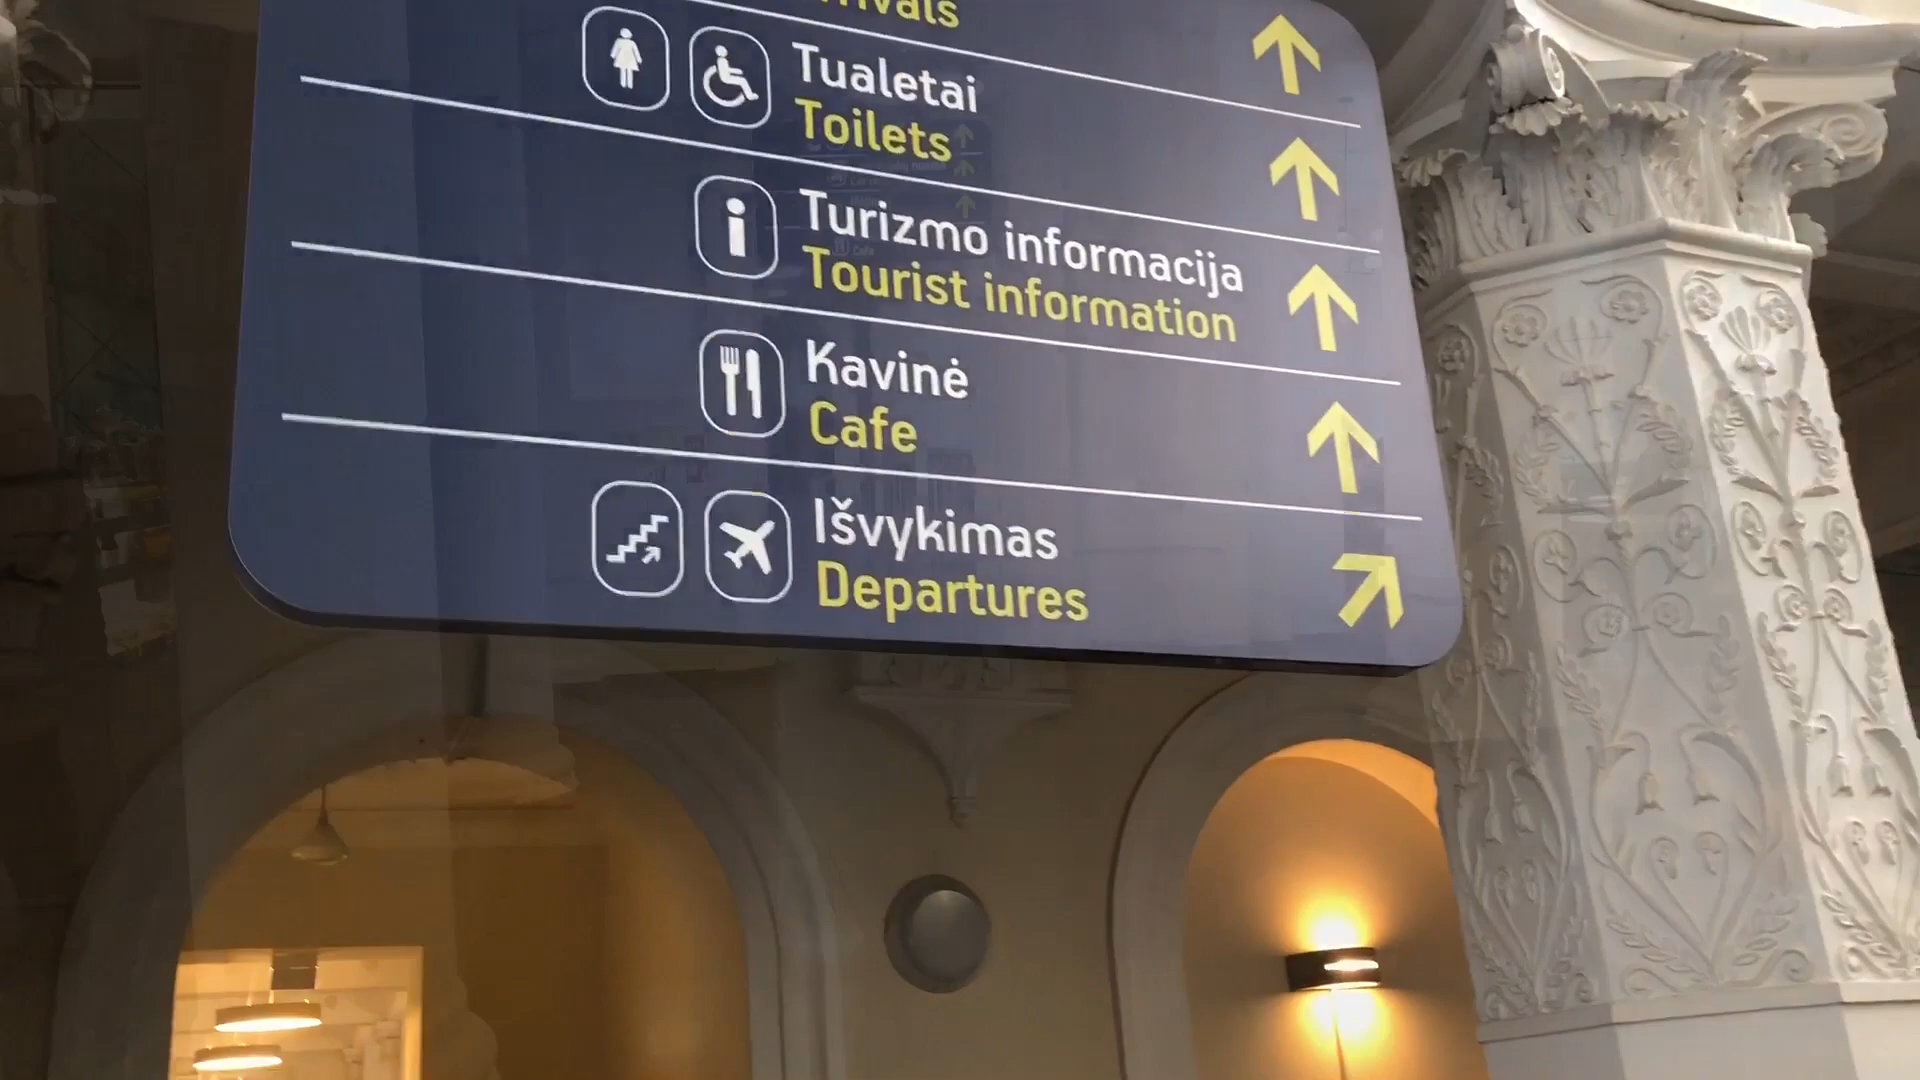 Tualetai
Toilets
Turizmo informacija
Tourist information
Kavinė
Cafe
Išvykimas
Departures